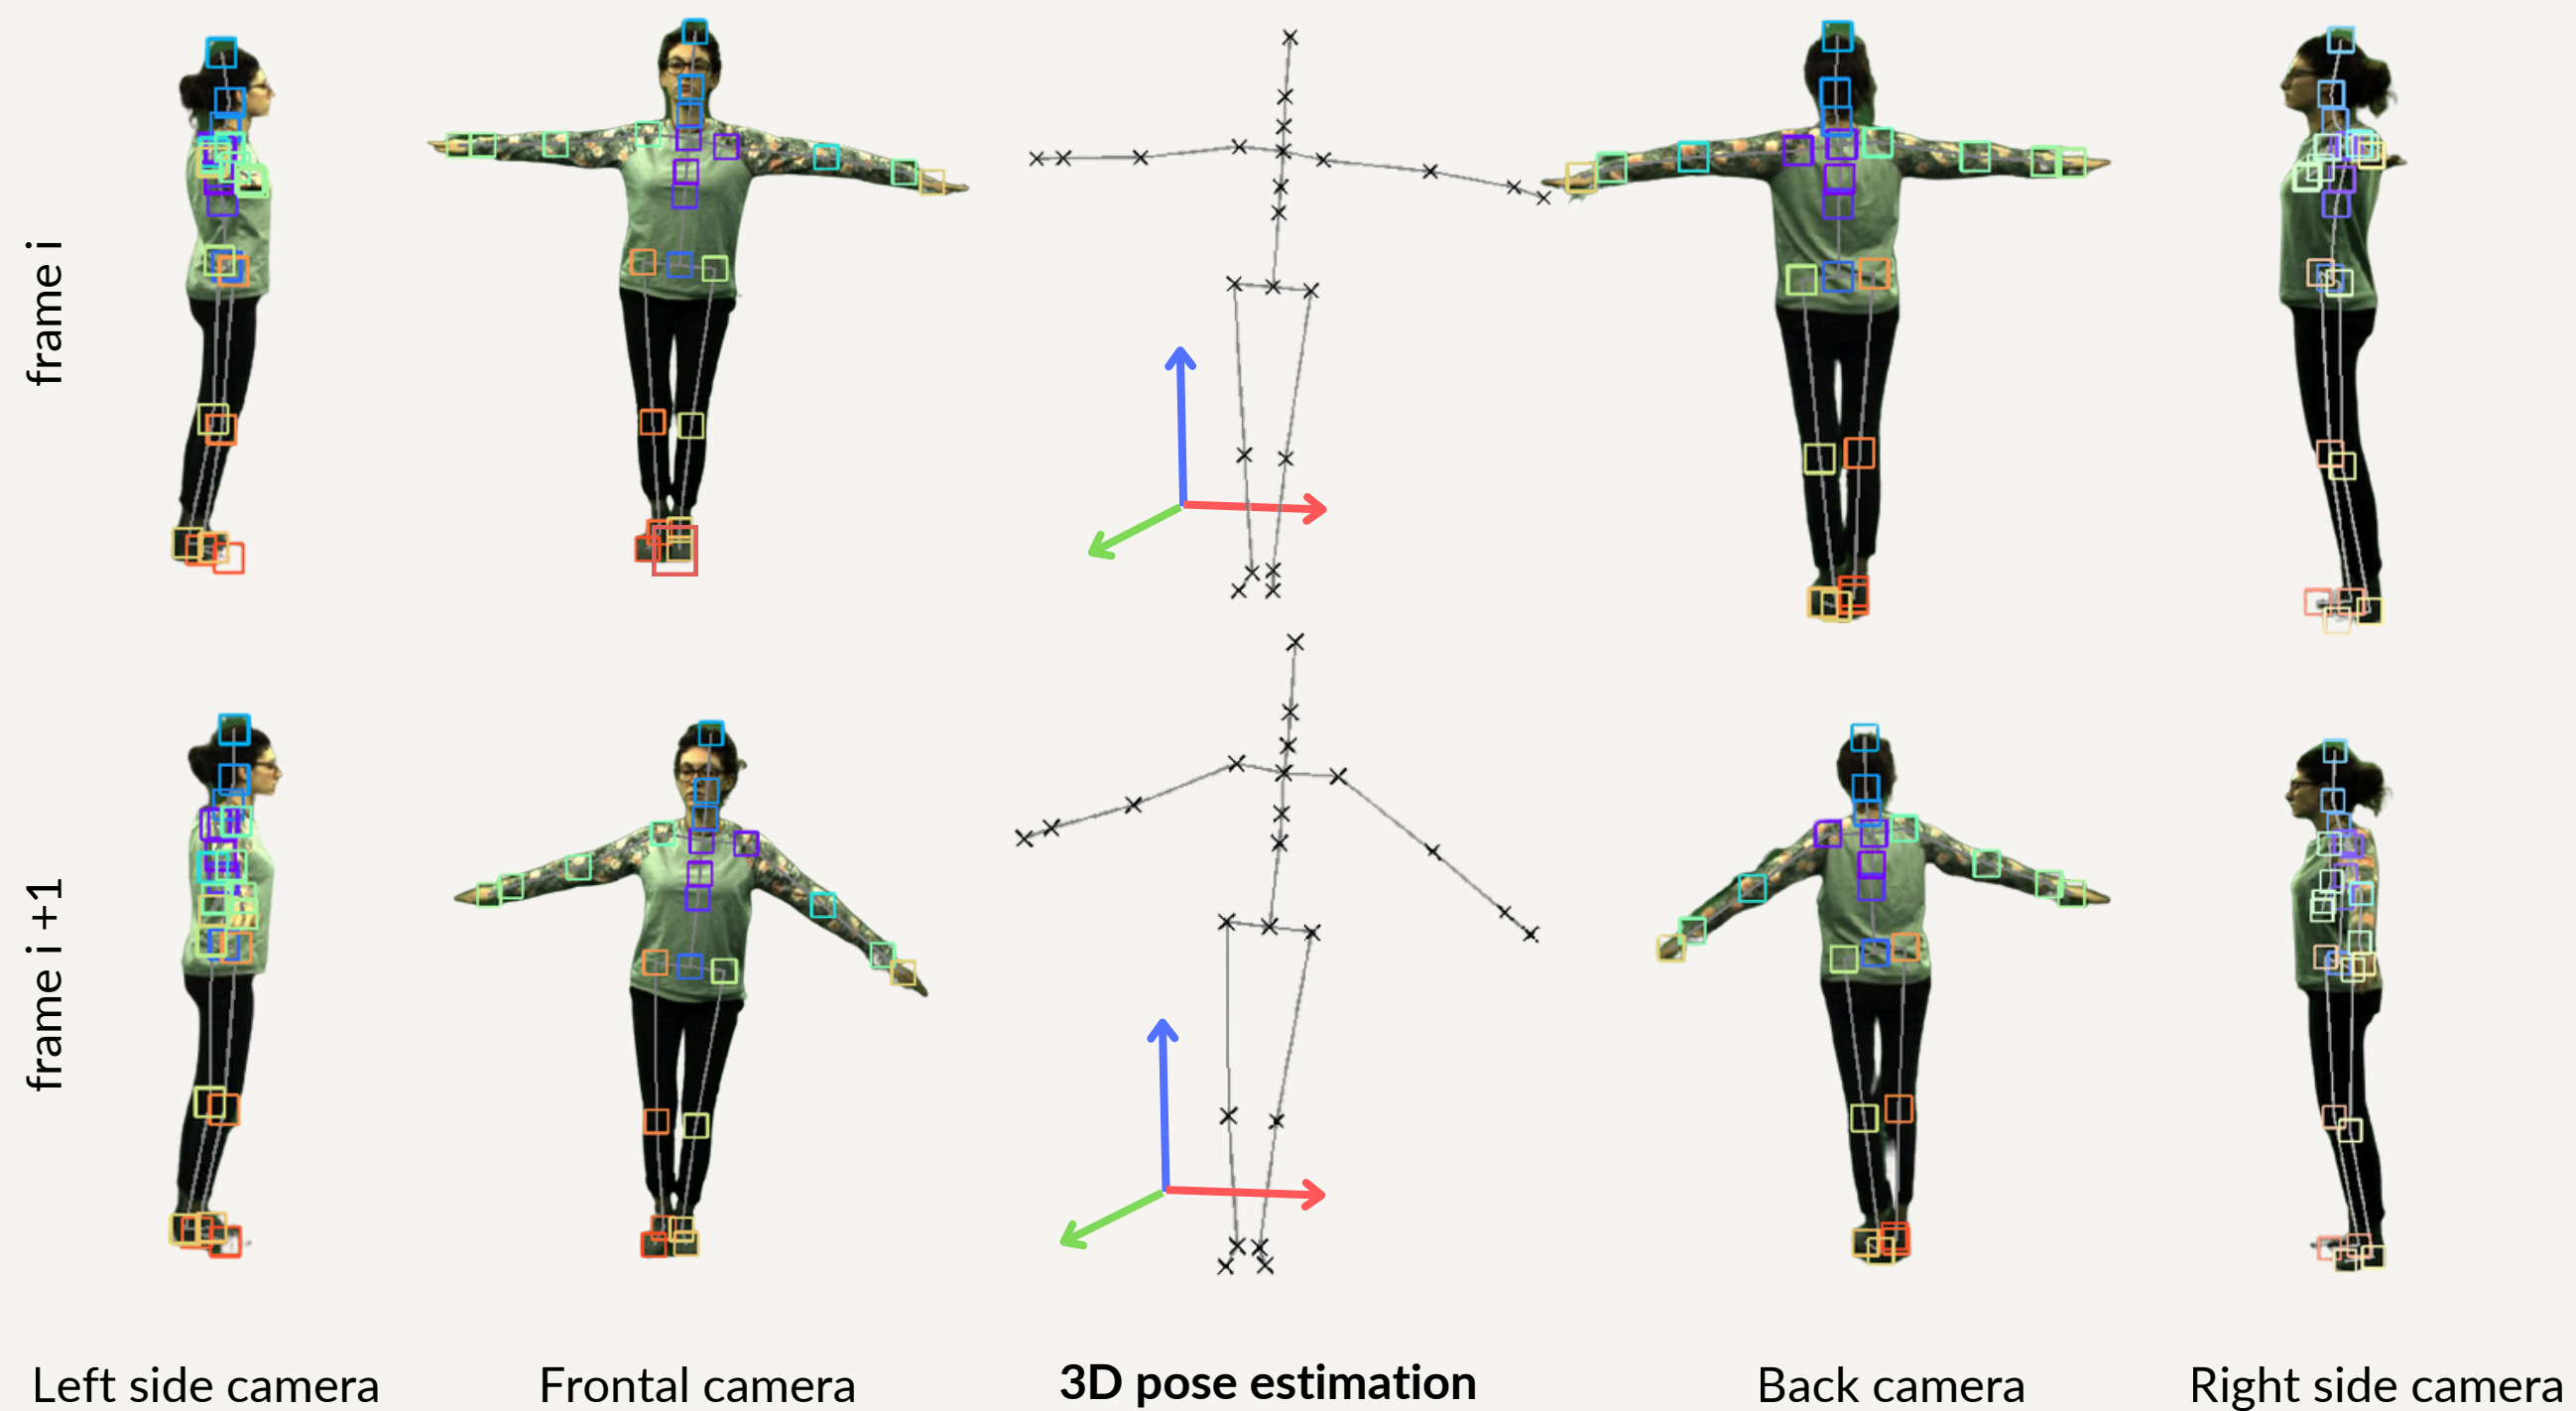 frame i
frame i +1
Left side camera
Frontal camera
3D pose estimation
Back camera
Right side camera